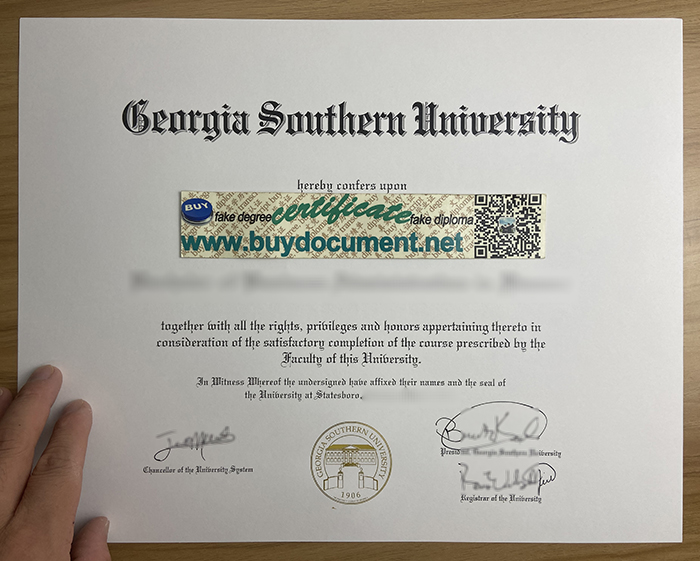 Georgia Southern University
hereby confers upon
BUY fake degree certificate fake diploma
www.buydocument.net
together with all the rights, privileges and honors appertaining thereto in
consideration of the satisfactory completion of the course prescribed by the
Faculty of this University.
In Witness Whereof the undersigned have affixed their names and the seal of
the University at Statesboro,
Chancellor of the University System
GEORGIA SOUTHERN UNIVERSITY
1906
President, Georgia Southern University
Registrar of the University